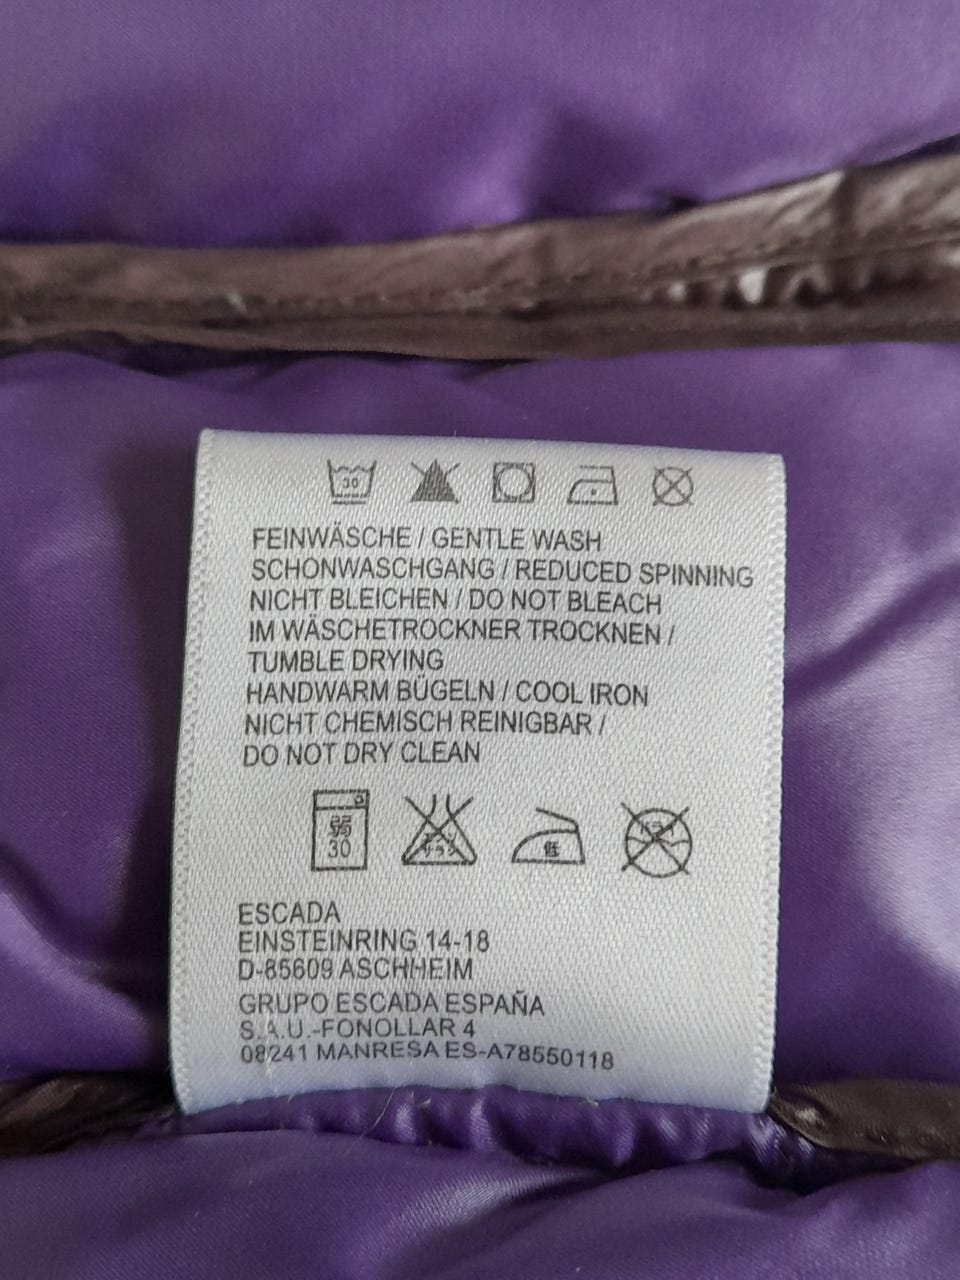 30
FEINWÄSCHE / GENTLE WASH
SCHONWASCHGANG / REDUCED SPINNING
NICHT BLEICHEN / DO NOT BLEACH
IM WÄSCHETROCKNER TROCKNEN /
TUMBLE DRYING
HANDWARM BÜGELN / COOL IRON
NICHT CHEMISCH REINIGBAR /
DO NOT DRY CLEAN
弱 低
30
ESCADA
EINSTEINRING 14-18
D-85609 ASCHHEIM
GRUPO ESCADA ESPAÑA
S.A.U.-FONOLLAR 4
08241 MANRESA ES-A78550118